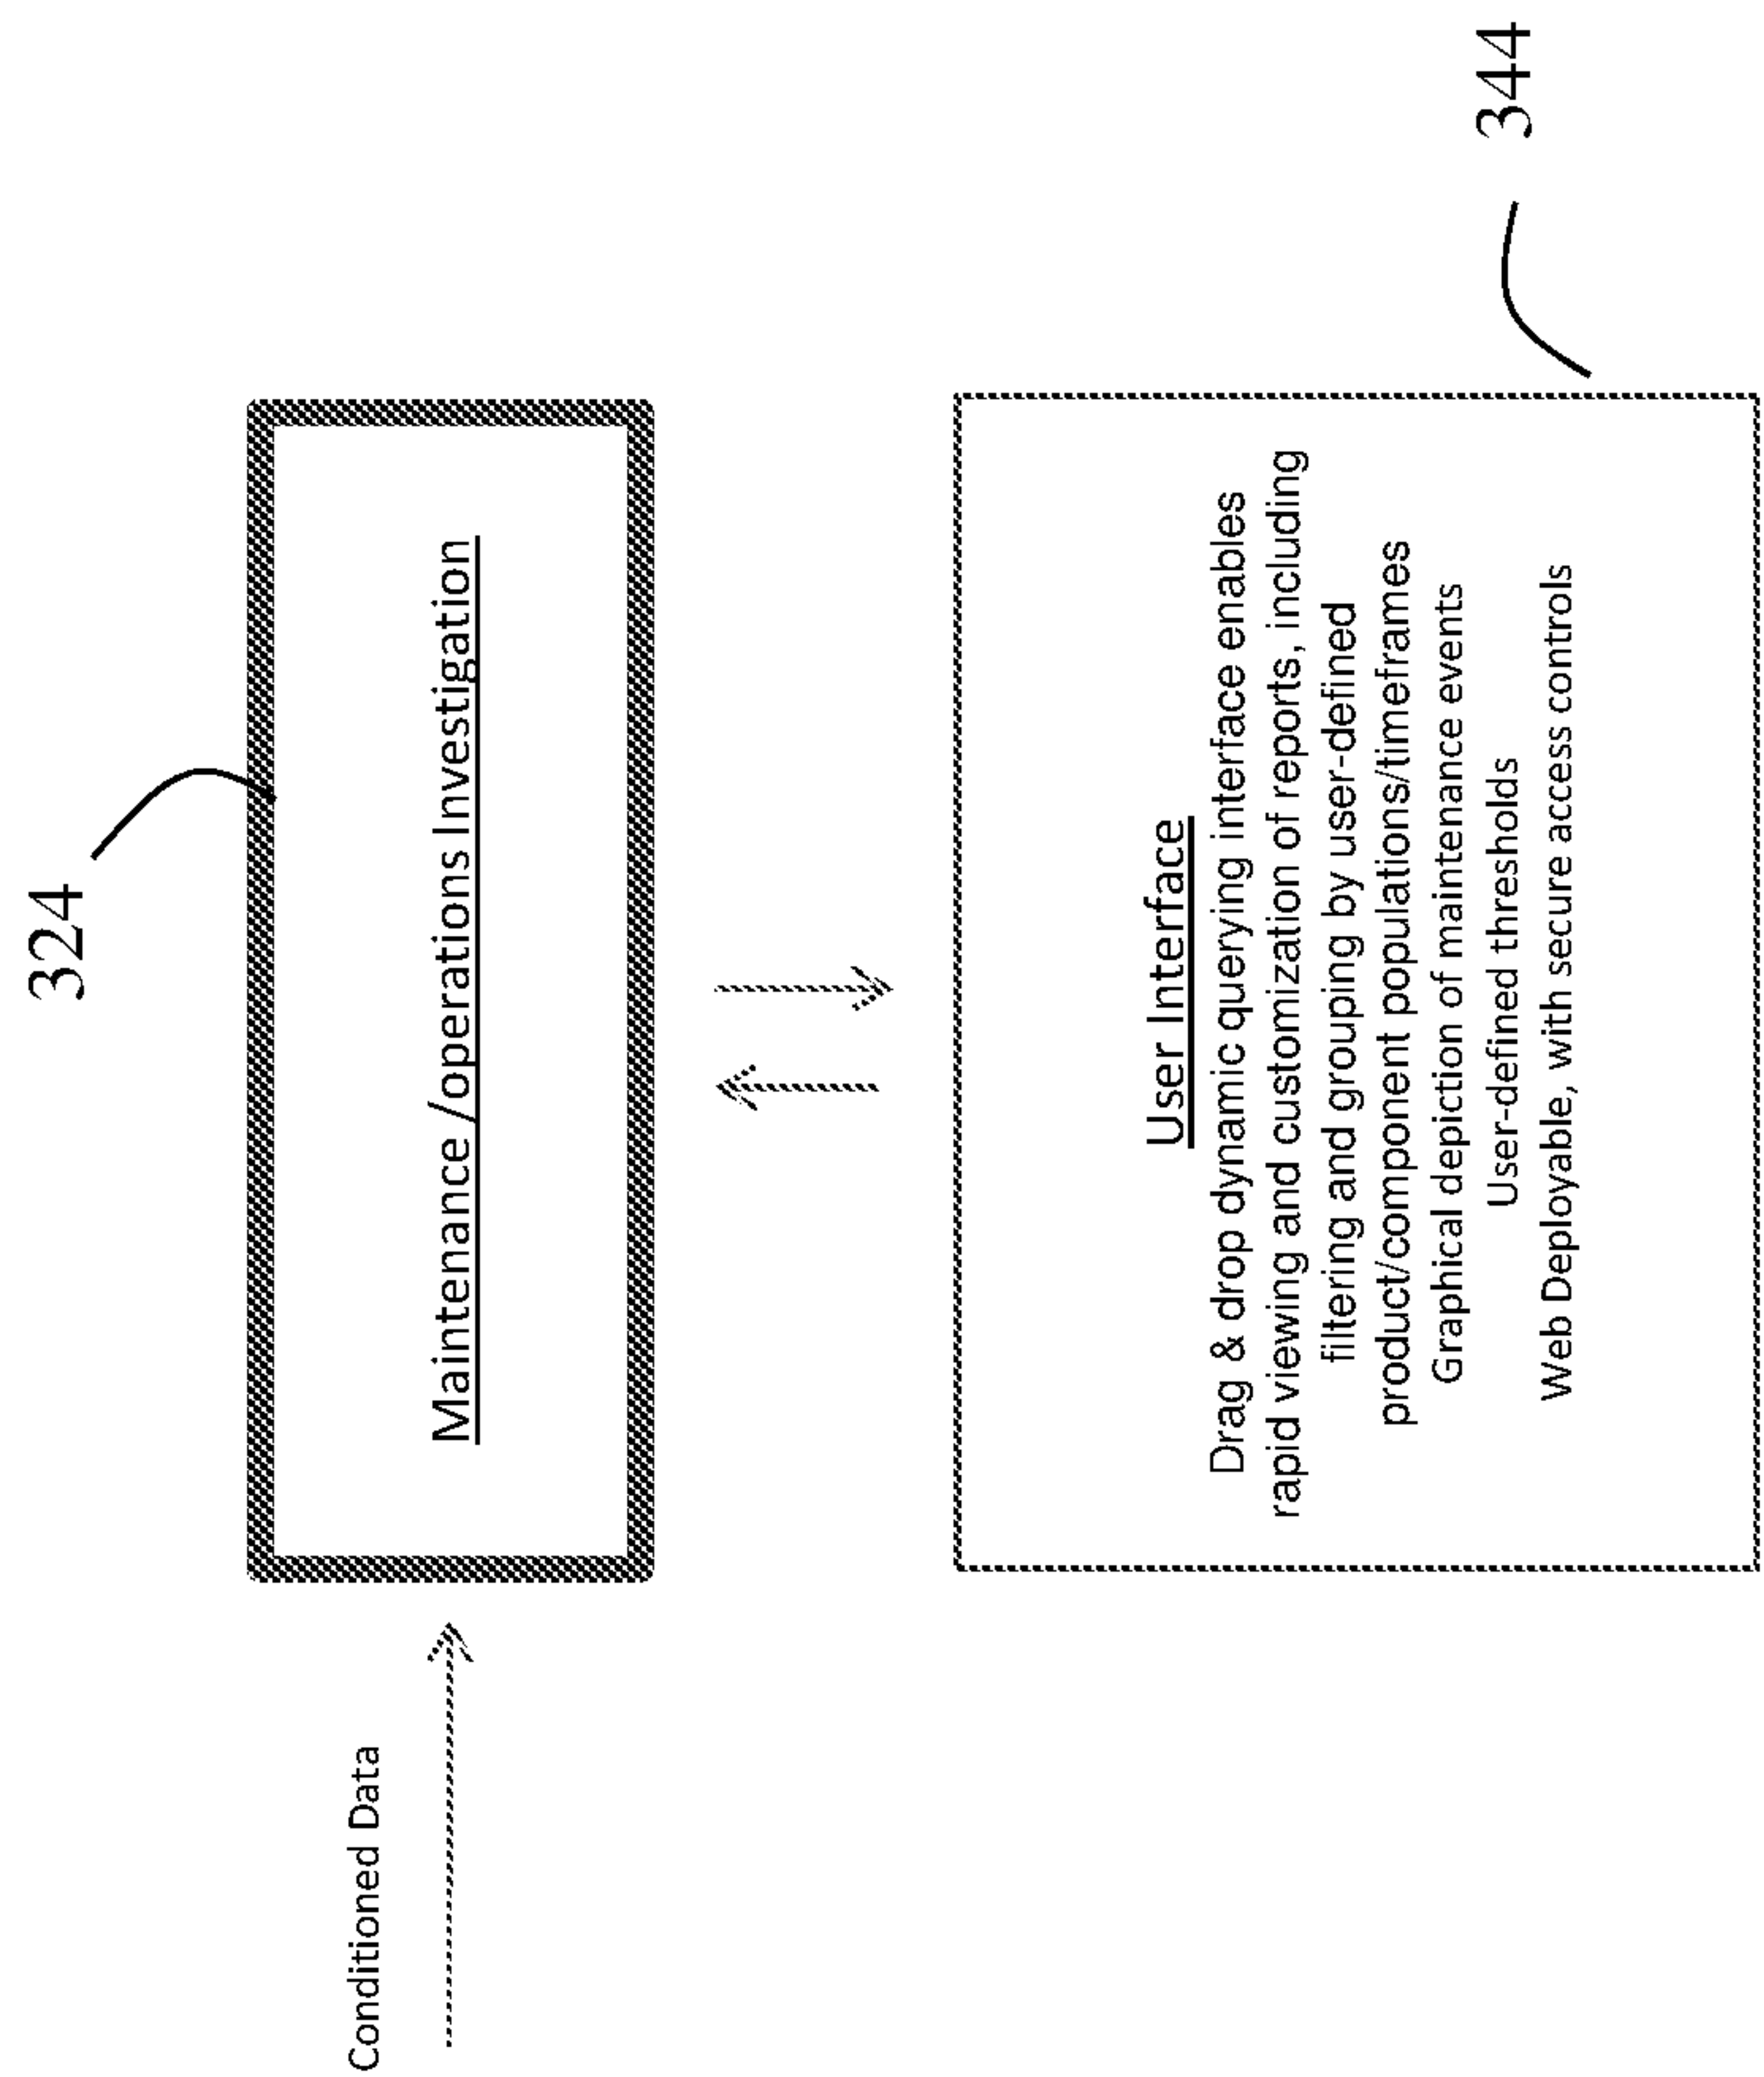 324
Conditioned Data
Maintenance /operations Investigation
User Interface
Drag & drop dynamic querying interface enables
rapid viewing and customization of reports, including
filtering and grouping by user-defined
product/component populations/timeframes
Graphical depiction of maintenance events
User-defined thresholds
Web Deployable, with secure access controls
344